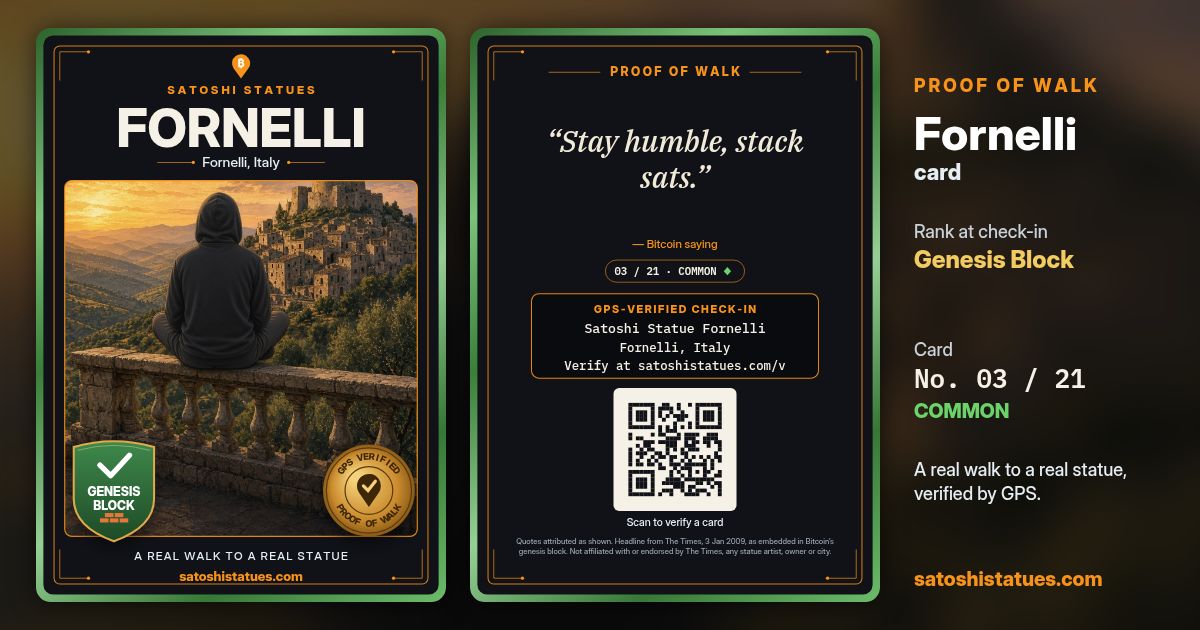 ₿
SATOSHI STATUES
FORNELLI
Fornelli, Italy
GENESIS
BLOCK
GPS VERIFIED
PROOF OF WALK
A REAL WALK TO A REAL STATUE
satoshistatues.com
PROOF OF WALK
“Stay humble, stack
sats.”
— Bitcoin saying
03 / 21 · COMMON
GPS-VERIFIED CHECK-IN
Satoshi Statue Fornelli
Fornelli, Italy
Verify at satoshistatues.com/v
Scan to verify a card
Quotes attributed as shown. Headline from The Times, 3 Jan 2009, as embedded in Bitcoin's
genesis block. Not affiliated with or endorsed by The Times, any statue artist, owner or city.
PROOF OF WALK
Fornelli
card
Rank at check-in
Genesis Block
Card
No. 03 / 21
COMMON
A real walk to a real statue,
verified by GPS.
satoshistatues.com